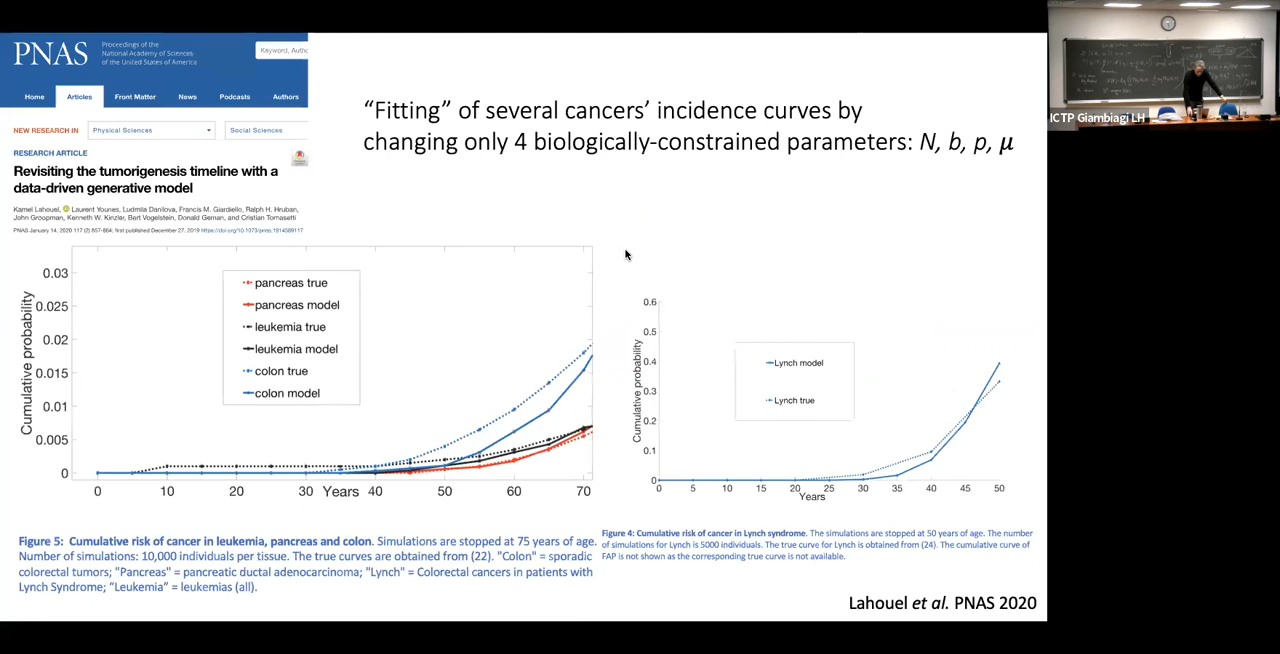 PNAS
Proceedings of the
National Academy of Sciences
of the United States of America
Keyword, Autho
Home Articles Front Matter News Podcasts Authors
NEW RESEARCH IN Physical Sciences Social Sciences
RESEARCH ARTICLE
Revisiting the tumorigenesis timeline with a
data-driven generative model
Kamel Lahouel, Laurent Younes, Ludmila Danilova, Francis M. Giardiello, Ralph H. Hruban,
John Groopman, Kenneth W. Kinzler, Bert Vogelstein, Donald Geman, and Cristian Tomasetti
PNAS January 14, 2020 117 (2) 857-864; first published December 27, 2019 https://doi.org/10.1073/pnas.1914589117
“Fitting” of several cancers’ incidence curves by
changing only 4 biologically-constrained parameters: N, b, p, μ
ICTP Giambiagi LH
Cumulative probability
0.03
0.025
0.02
0.015
0.01
0.005
0
pancreas true
pancreas model
leukemia true
leukemia model
colon true
colon model
0 10 20 30 Years 40 50 60 70
Cumulative probability
0.6
0.5
0.4
0.3
0.2
0.1
0
Lynch model
Lynch true
0 5 10 15 20 25 30 35 40 45 50
Years
Figure 5: Cumulative risk of cancer in leukemia, pancreas and colon. Simulations are stopped at 75 years of age.
Number of simulations: 10,000 individuals per tissue. The true curves are obtained from (22). "Colon" = sporadic
colorectal tumors; "Pancreas" = pancreatic ductal adenocarcinoma; "Lynch" = Colorectal cancers in patients with
Lynch Syndrome; “Leukemia” = leukemias (all).
Figure 4: Cumulative risk of cancer in Lynch syndrome. The simulations are stopped at 50 years of age. The number
of simulations for Lynch is 5000 individuals. The true curve for Lynch is obtained from (24). The cumulative curve of
FAP is not shown as the corresponding true curve is not available.
Lahouel et al. PNAS 2020